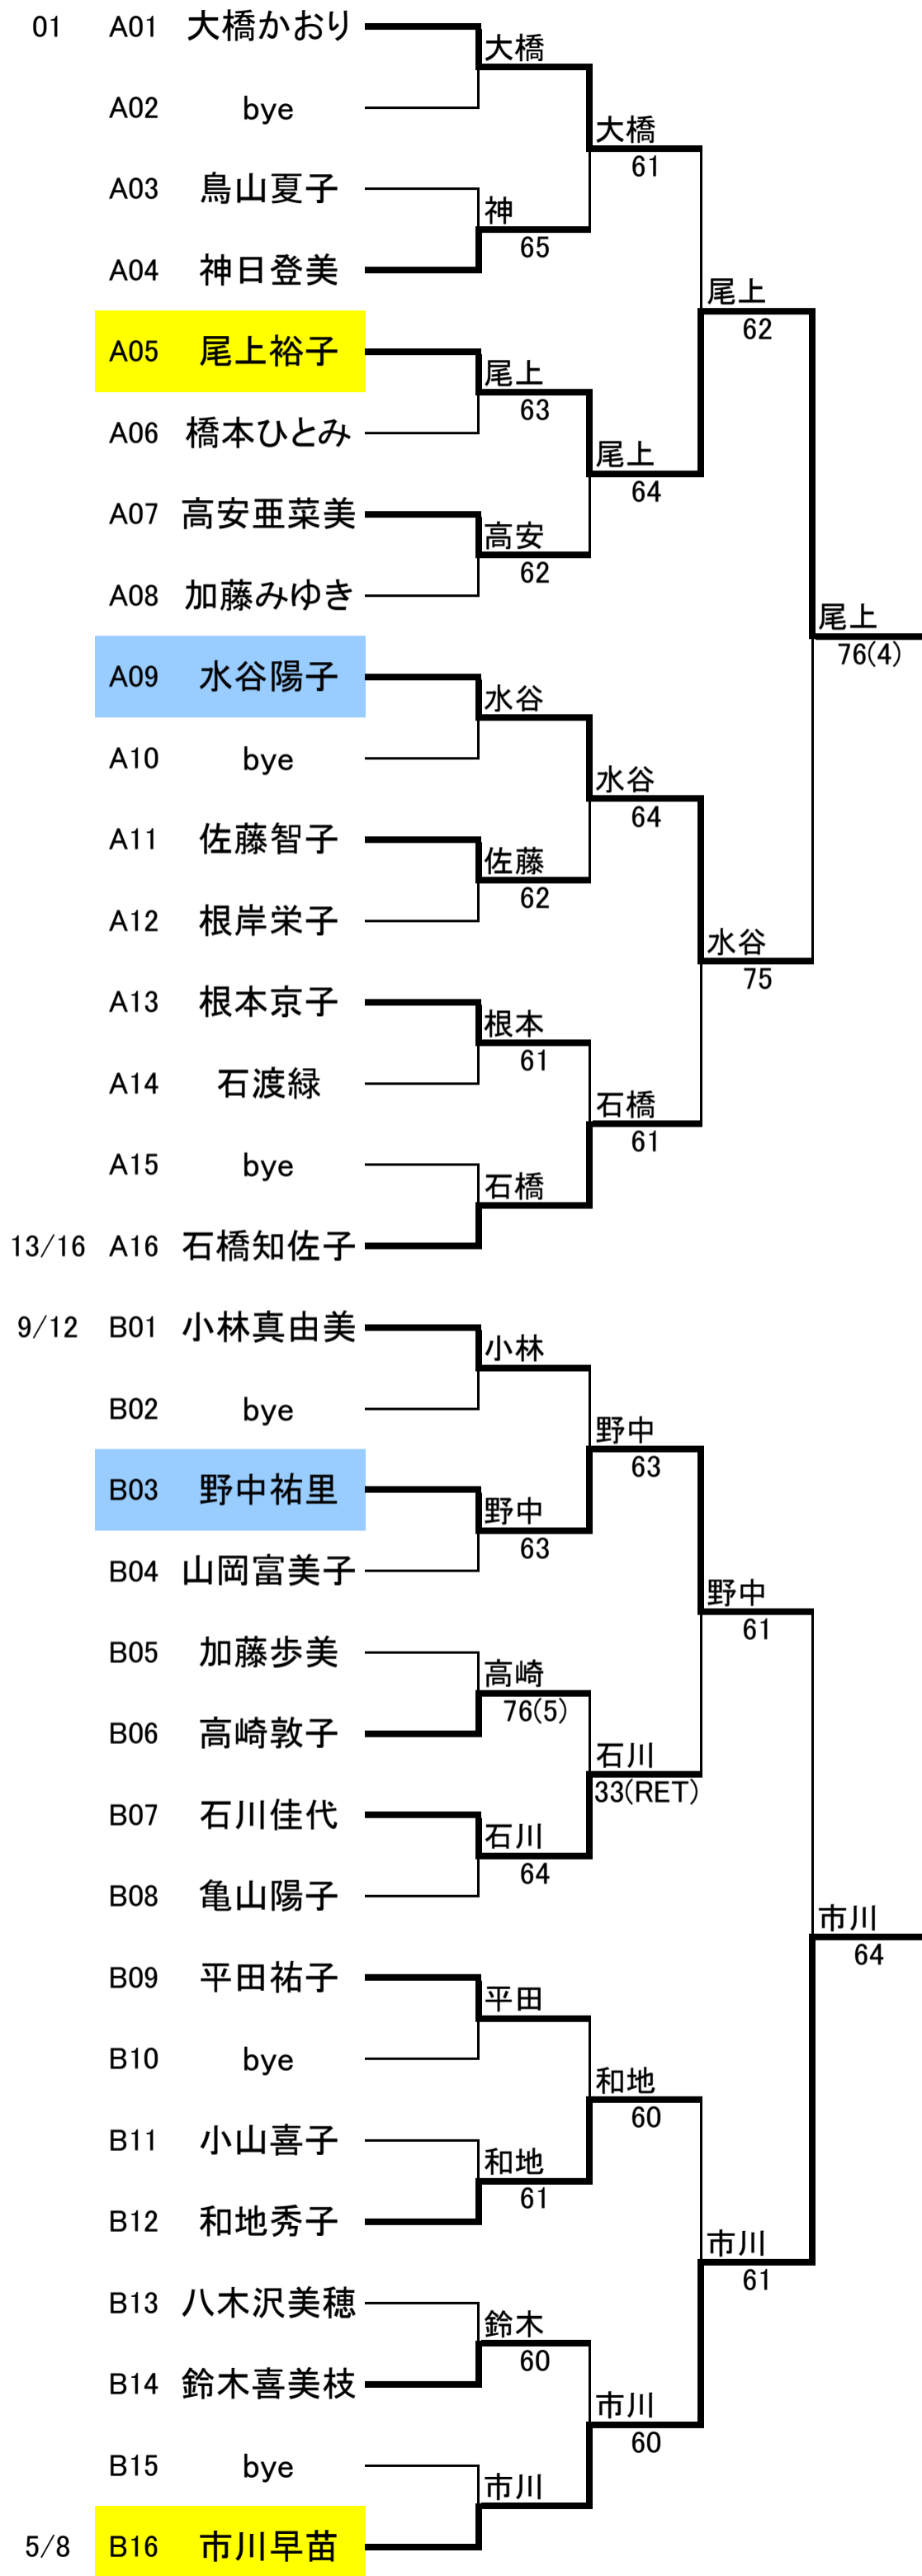 01 A01 大橋かおり
大橋
A02 bye
大橋
61
A03 鳥山夏子
神
65
A04 神日登美
尾上
62
A05 尾上裕子
尾上
63
A06 橋本ひとみ
尾上
64
A07 高安亜菜美
高安
62
A08 加藤みゆき
尾上
76(4)
A09 水谷陽子
水谷
A10 bye
水谷
64
A11 佐藤智子
佐藤
62
A12 根岸栄子
水谷
75
A13 根本京子
根本
61
A14 石渡緑
石橋
61
A15 bye
石橋
13/16 A16 石橋知佐子
9/12 B01 小林真由美
小林
B02 bye
野中
63
B03 野中祐里
野中
63
B04 山岡富美子
野中
61
B05 加藤歩美
高崎
76(5)
B06 高崎敦子
石川
33(RET)
B07 石川佳代
石川
64
B08 亀山陽子
市川
64
B09 平田祐子
平田
B10 bye
和地
60
B11 小山喜子
和地
61
B12 和地秀子
市川
61
B13 八木沢美穂
鈴木
60
B14 鈴木喜美枝
市川
60
B15 bye
市川
5/8 B16 市川早苗